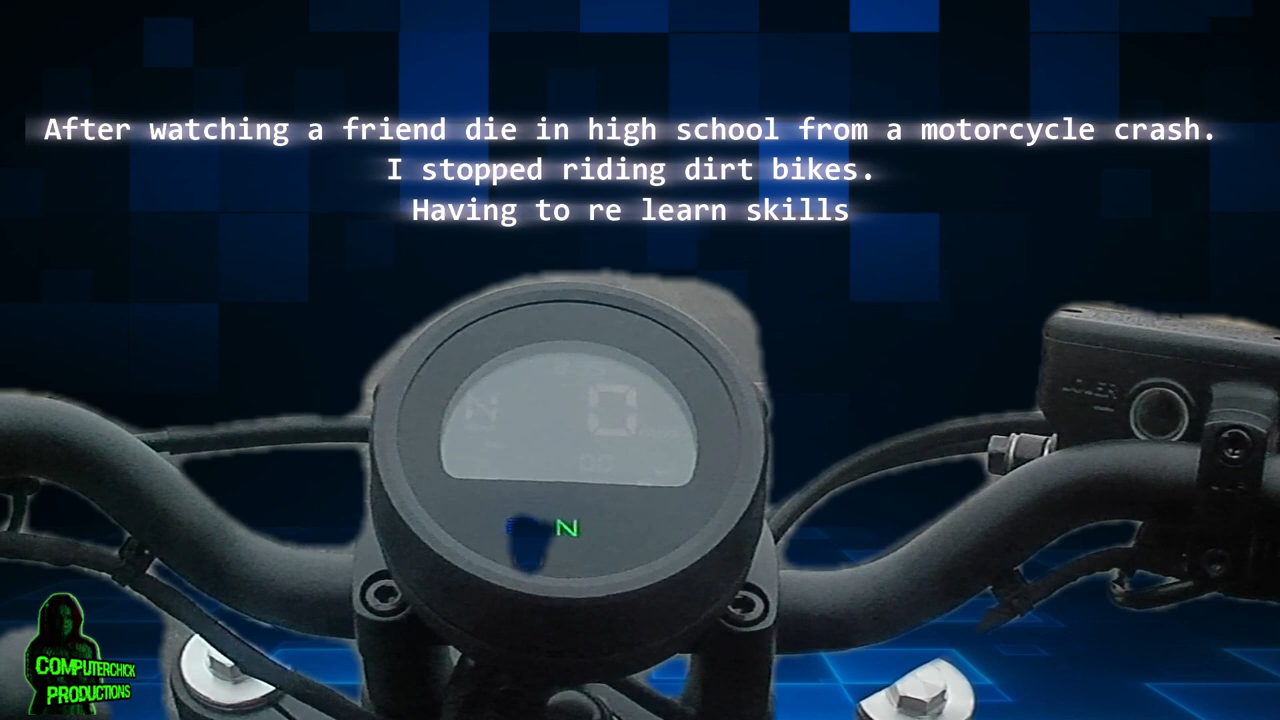 After watching a friend die in high school from a motorcycle crash.
I stopped riding dirt bikes.
Having to re learn skills
0
N
COMPUTERCHICK
PRODUCTIONS